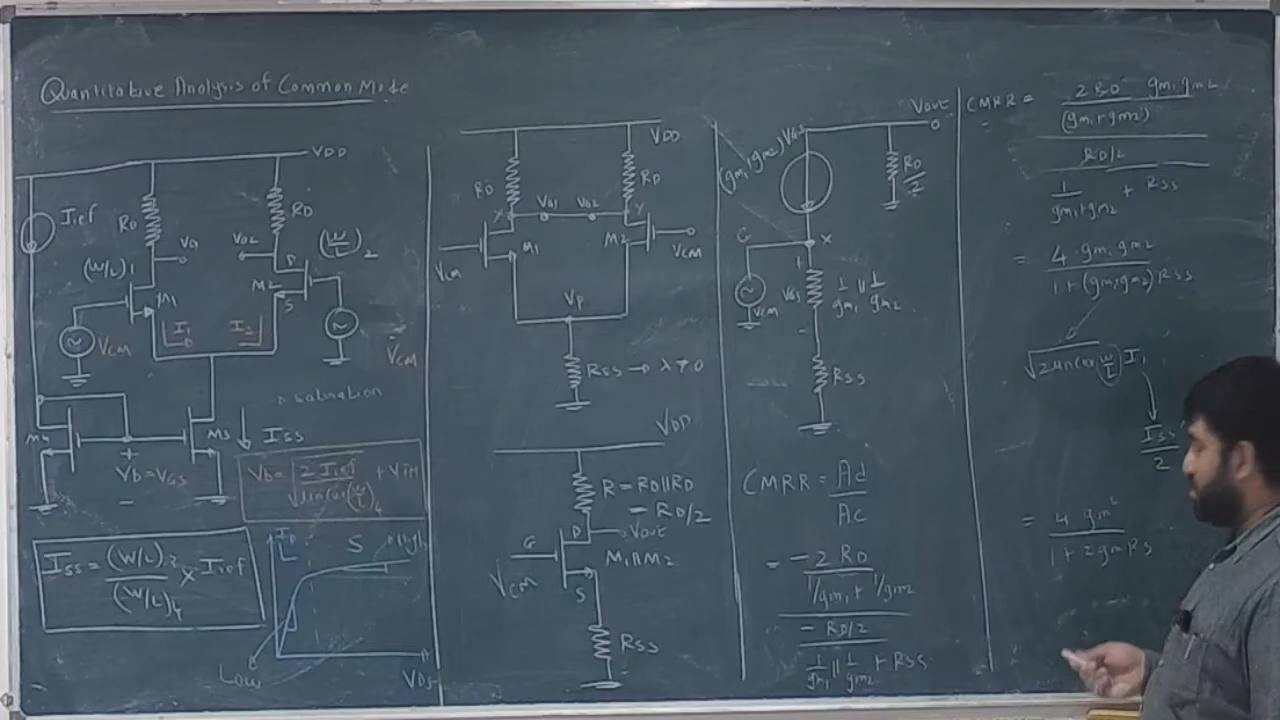 Quantitative Analysis of Common Mode
VDD
Iref
RD
RD
Vo1
Vo2
(W/L)1
(W/L)2
M1
M2
D
S
I1
I2
VCM
VCM
saturation
M4
M3
ISS
+
Vb = VGS
-
Vb = √(2 Iref / μnCox(W/L)4) + VTH
ISS = (W/L)3 / (W/L)4 × Iref
ID
S
Low
VDS
VDD
RD
RD
X
Vo1
Vo2
Y
M1
M2
VCM
VCM
Vp
RSS → λ ≠ 0
VDD
R = RD || RD
= RD/2
D
Vout
G
M1 || M2
VCM
S
RSS
Vout
(gm1+gm2)VGS
RD/2
G
X
+
VGS
-
VCM
1/gm1 || 1/gm2
RSS
CMRR = Ad / Ac
= -2RD / (1/gm1 + 1/gm2)
- RD/2 / (1/gm1 || 1/gm2 + RSS)
CMRR = 2RD gm1 gm2 / (gm1+gm2)
RD/2 / (1/gm1+gm2 + RSS)
= 4 gm1 gm2 / 1+(gm1+gm2)RSS
√(2μnCox W/L I1)
ISS/2
= 4 gm² / 1+2gmRS